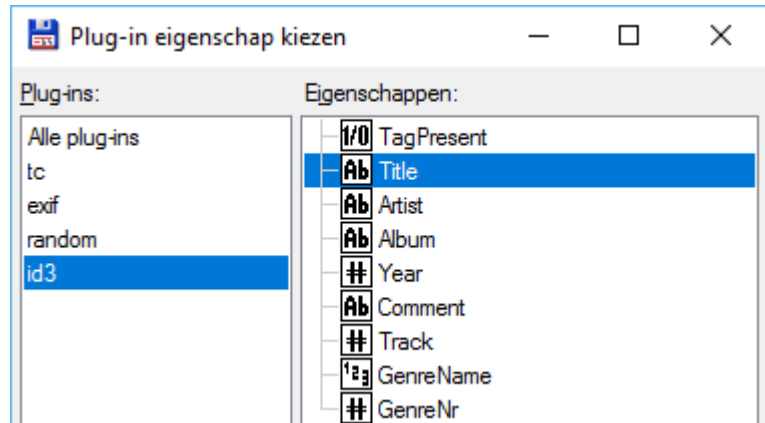 Plug-in eigenschap kiezen
Plug-ins:
Eigenschappen:
Alle plug-ins
tc
exif
random
id3
1/0 TagPresent
Ab Title
Ab Artist
Ab Album
# Year
Ab Comment
# Track
123 GenreName
# GenreNr